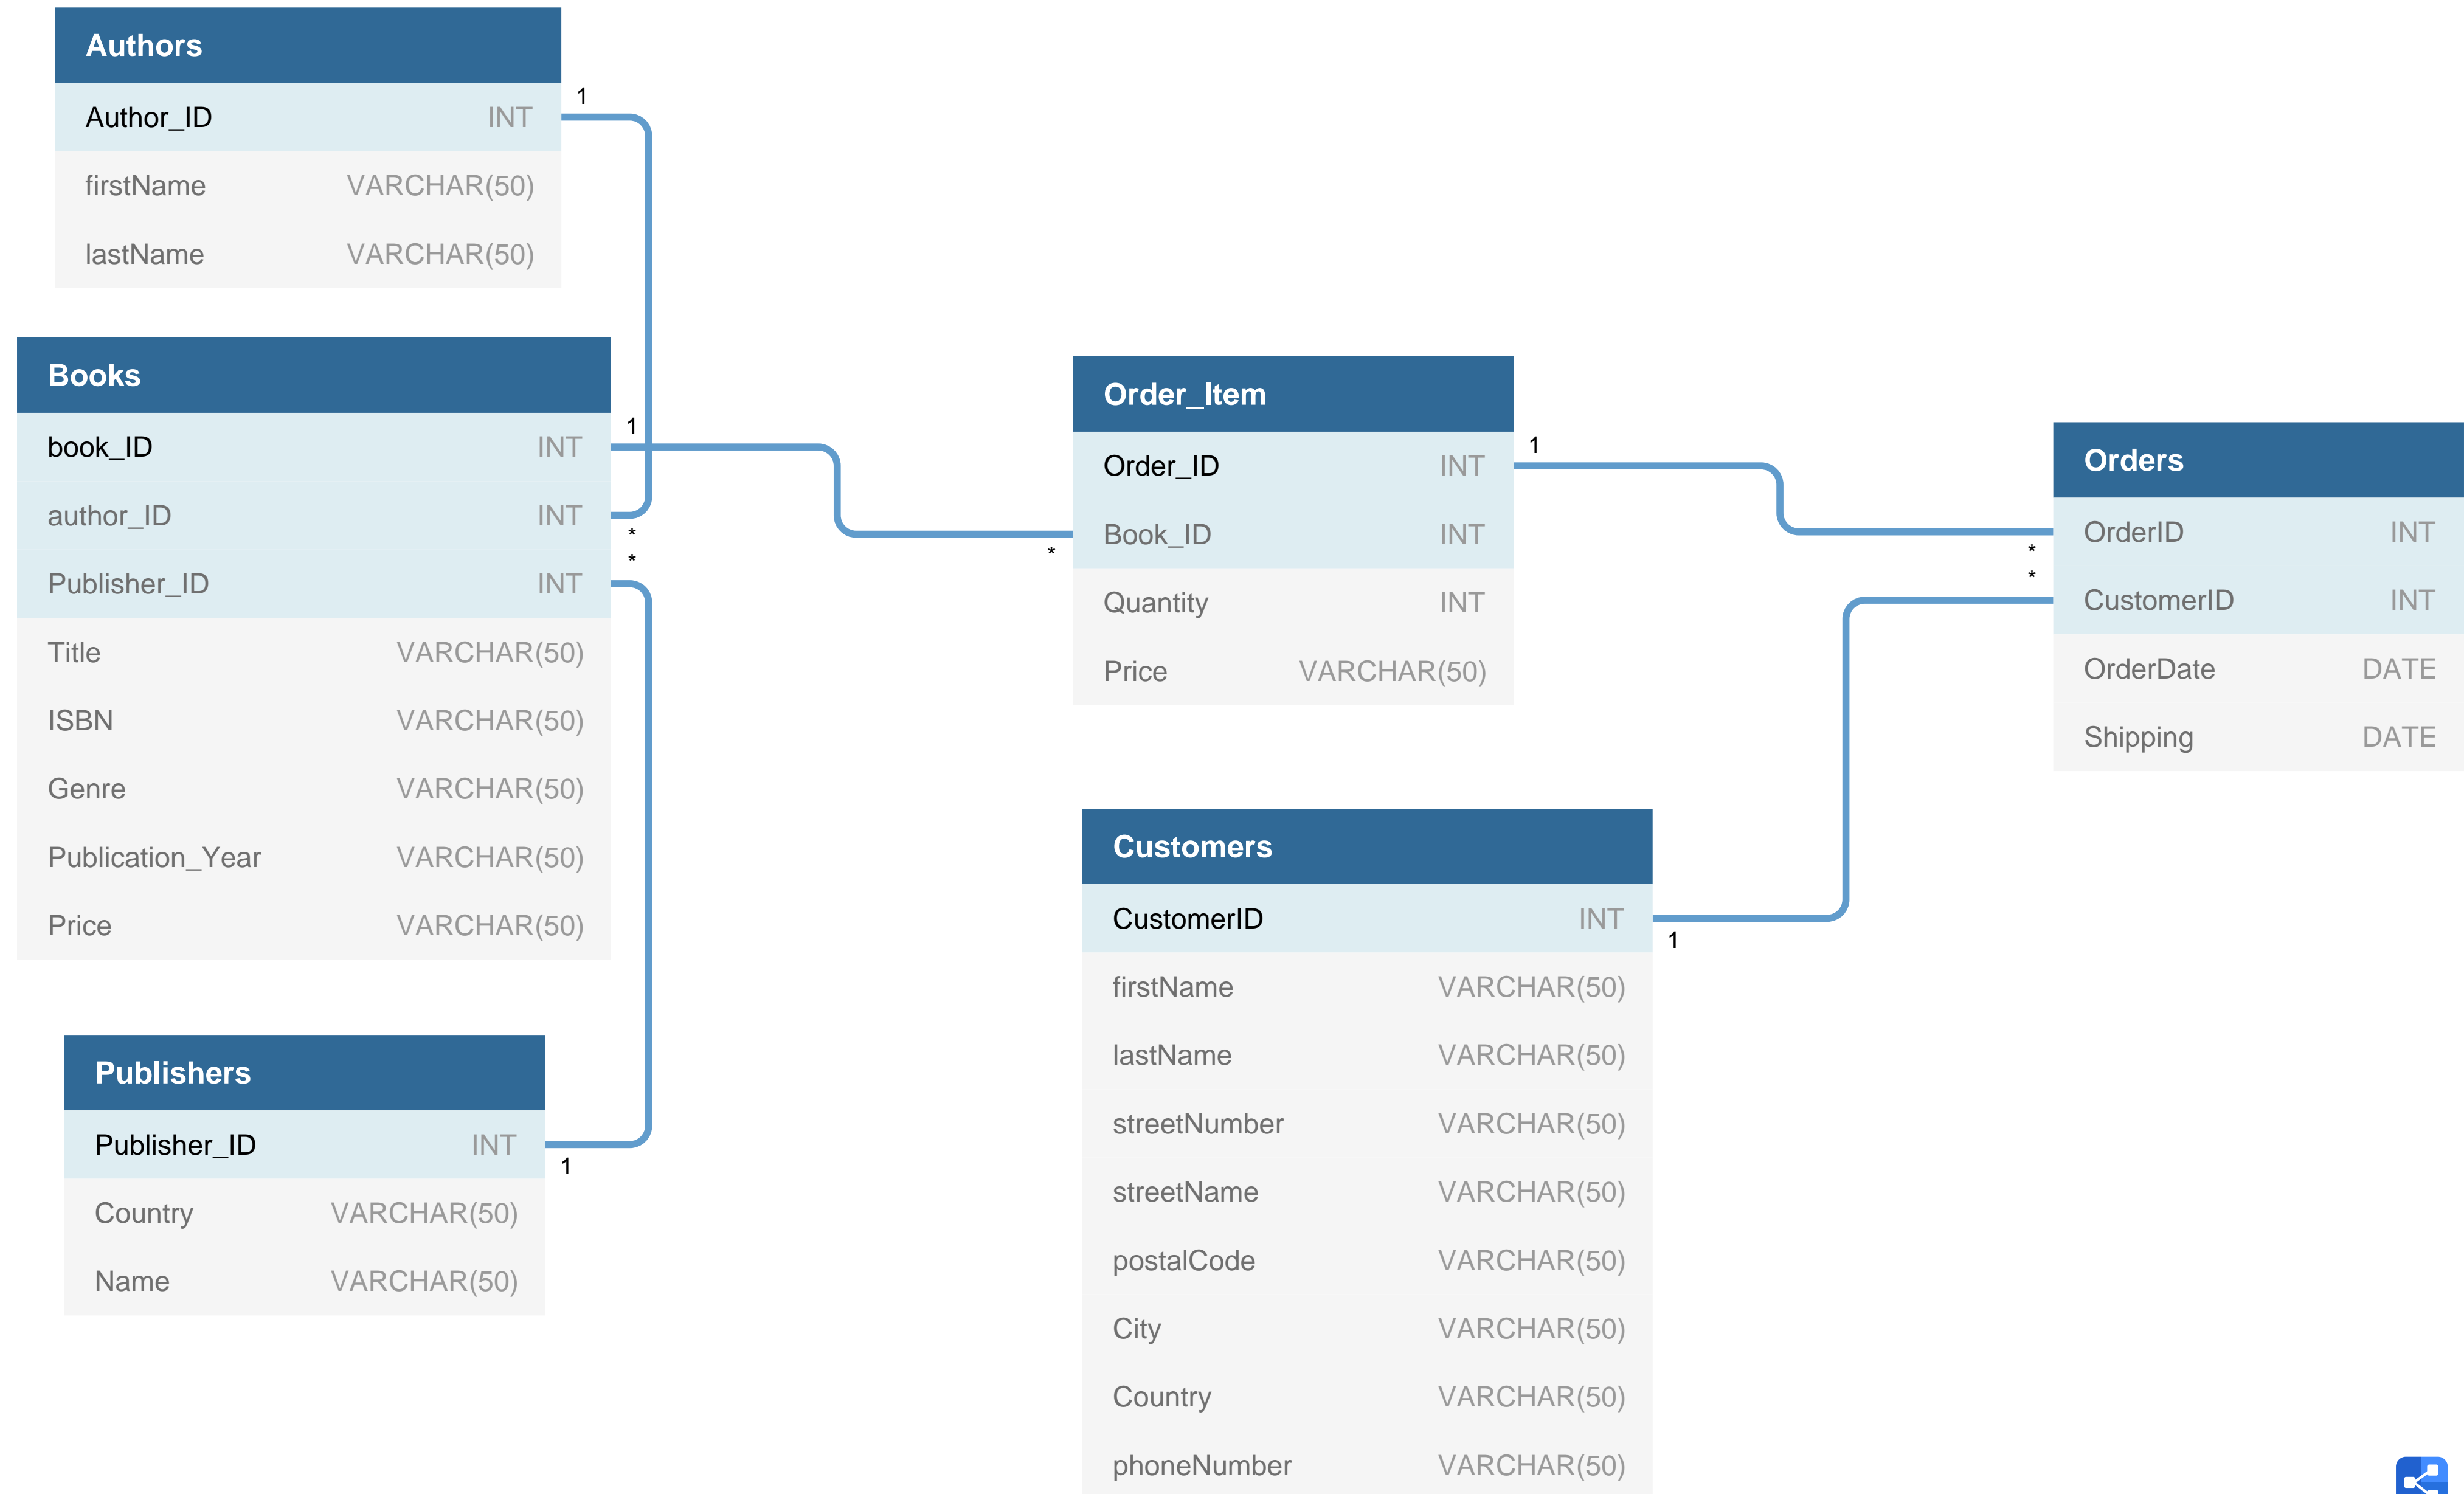 Authors
1
Author_ID INT
firstName VARCHAR(50)
lastName VARCHAR(50)
Books
1
book_ID INT
author_ID INT
*
*
Publisher_ID INT
Title VARCHAR(50)
ISBN VARCHAR(50)
Genre VARCHAR(50)
Publication_Year VARCHAR(50)
Price VARCHAR(50)
Publishers
Publisher_ID INT
1
Country VARCHAR(50)
Name VARCHAR(50)
Order_Item
1
Order_ID INT
Book_ID INT
*
Quantity INT
Price VARCHAR(50)
Customers
CustomerID INT
1
firstName VARCHAR(50)
lastName VARCHAR(50)
streetNumber VARCHAR(50)
streetName VARCHAR(50)
postalCode VARCHAR(50)
City VARCHAR(50)
Country VARCHAR(50)
phoneNumber VARCHAR(50)
Orders
OrderID INT
*
*
CustomerID INT
OrderDate DATE
Shipping DATE